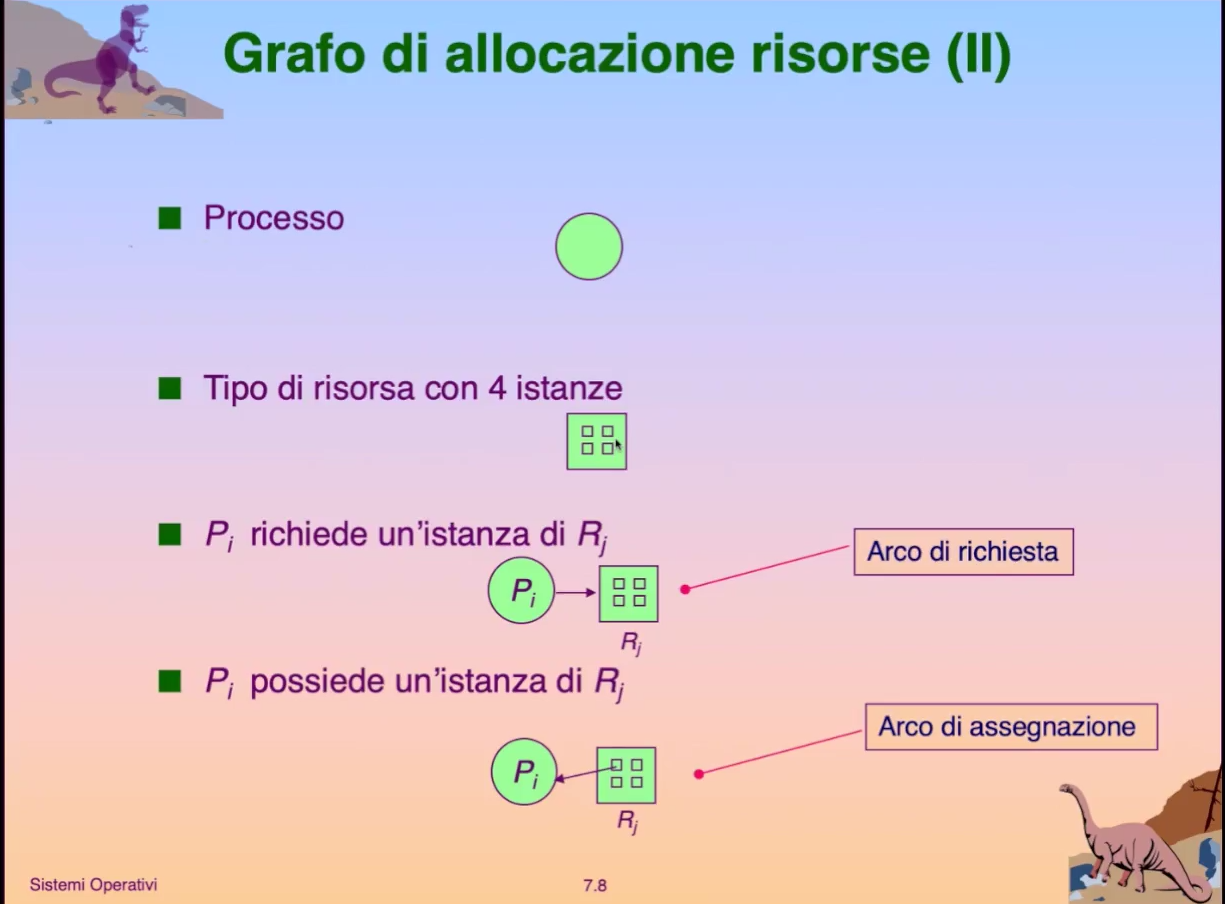 Grafo di allocazione risorse (II)
Processo
Tipo di risorsa con 4 istanze
Pi richiede un’istanza di Rj
Arco di richiesta
Pi
Rj
Pi possiede un’istanza di Rj
Arco di assegnazione
Pi
Rj
Sistemi Operativi
7.8